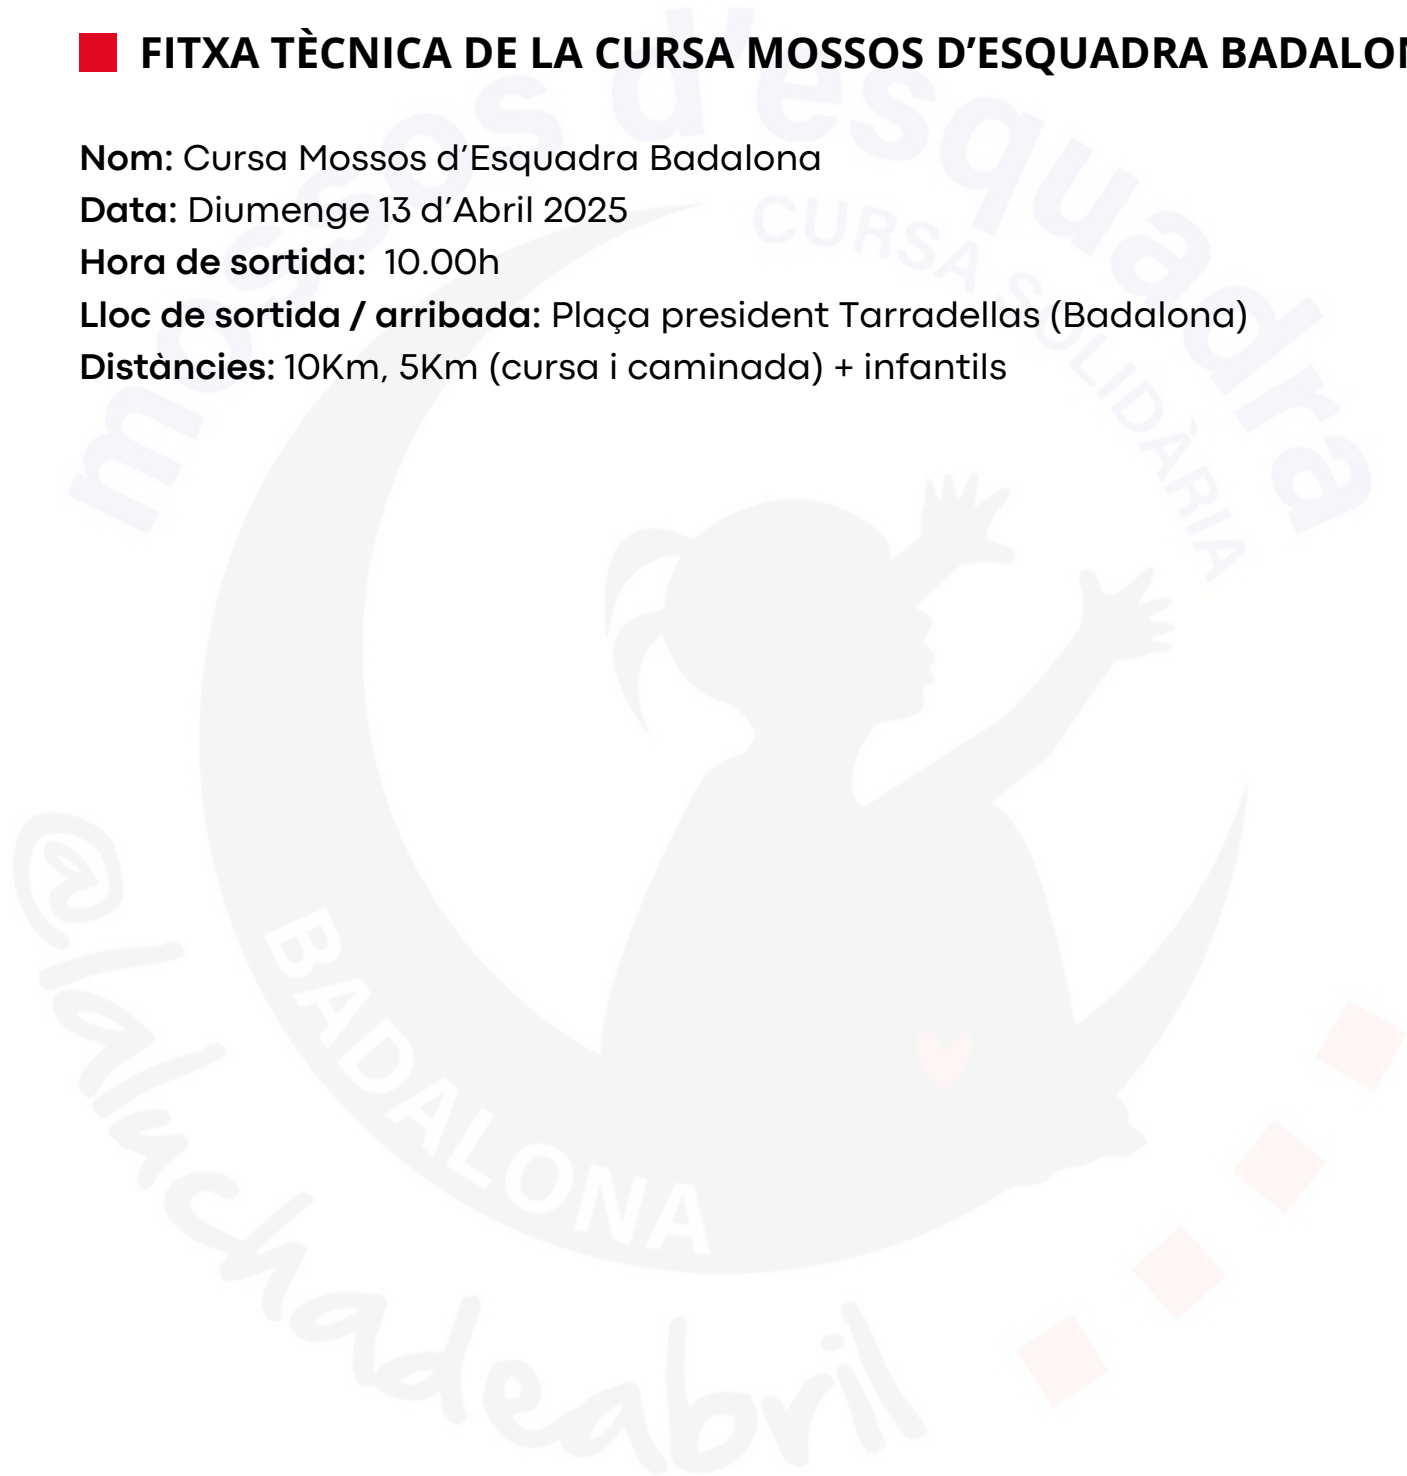 FITXA TÈCNICA DE LA CURSA MOSSOS D’ESQUADRA BADALON
Nom: Cursa Mossos d’Esquadra Badalona
Data: Diumenge 13 d’Abril 2025
Hora de sortida: 10.00h
Lloc de sortida / arribada: Plaça president Tarradellas (Badalona)
Distàncies: 10Km, 5Km (cursa i caminada) + infantils
mossos d'esquadra
CURSA SOLIDÀRIA
BADALONA
@laluchadeabril